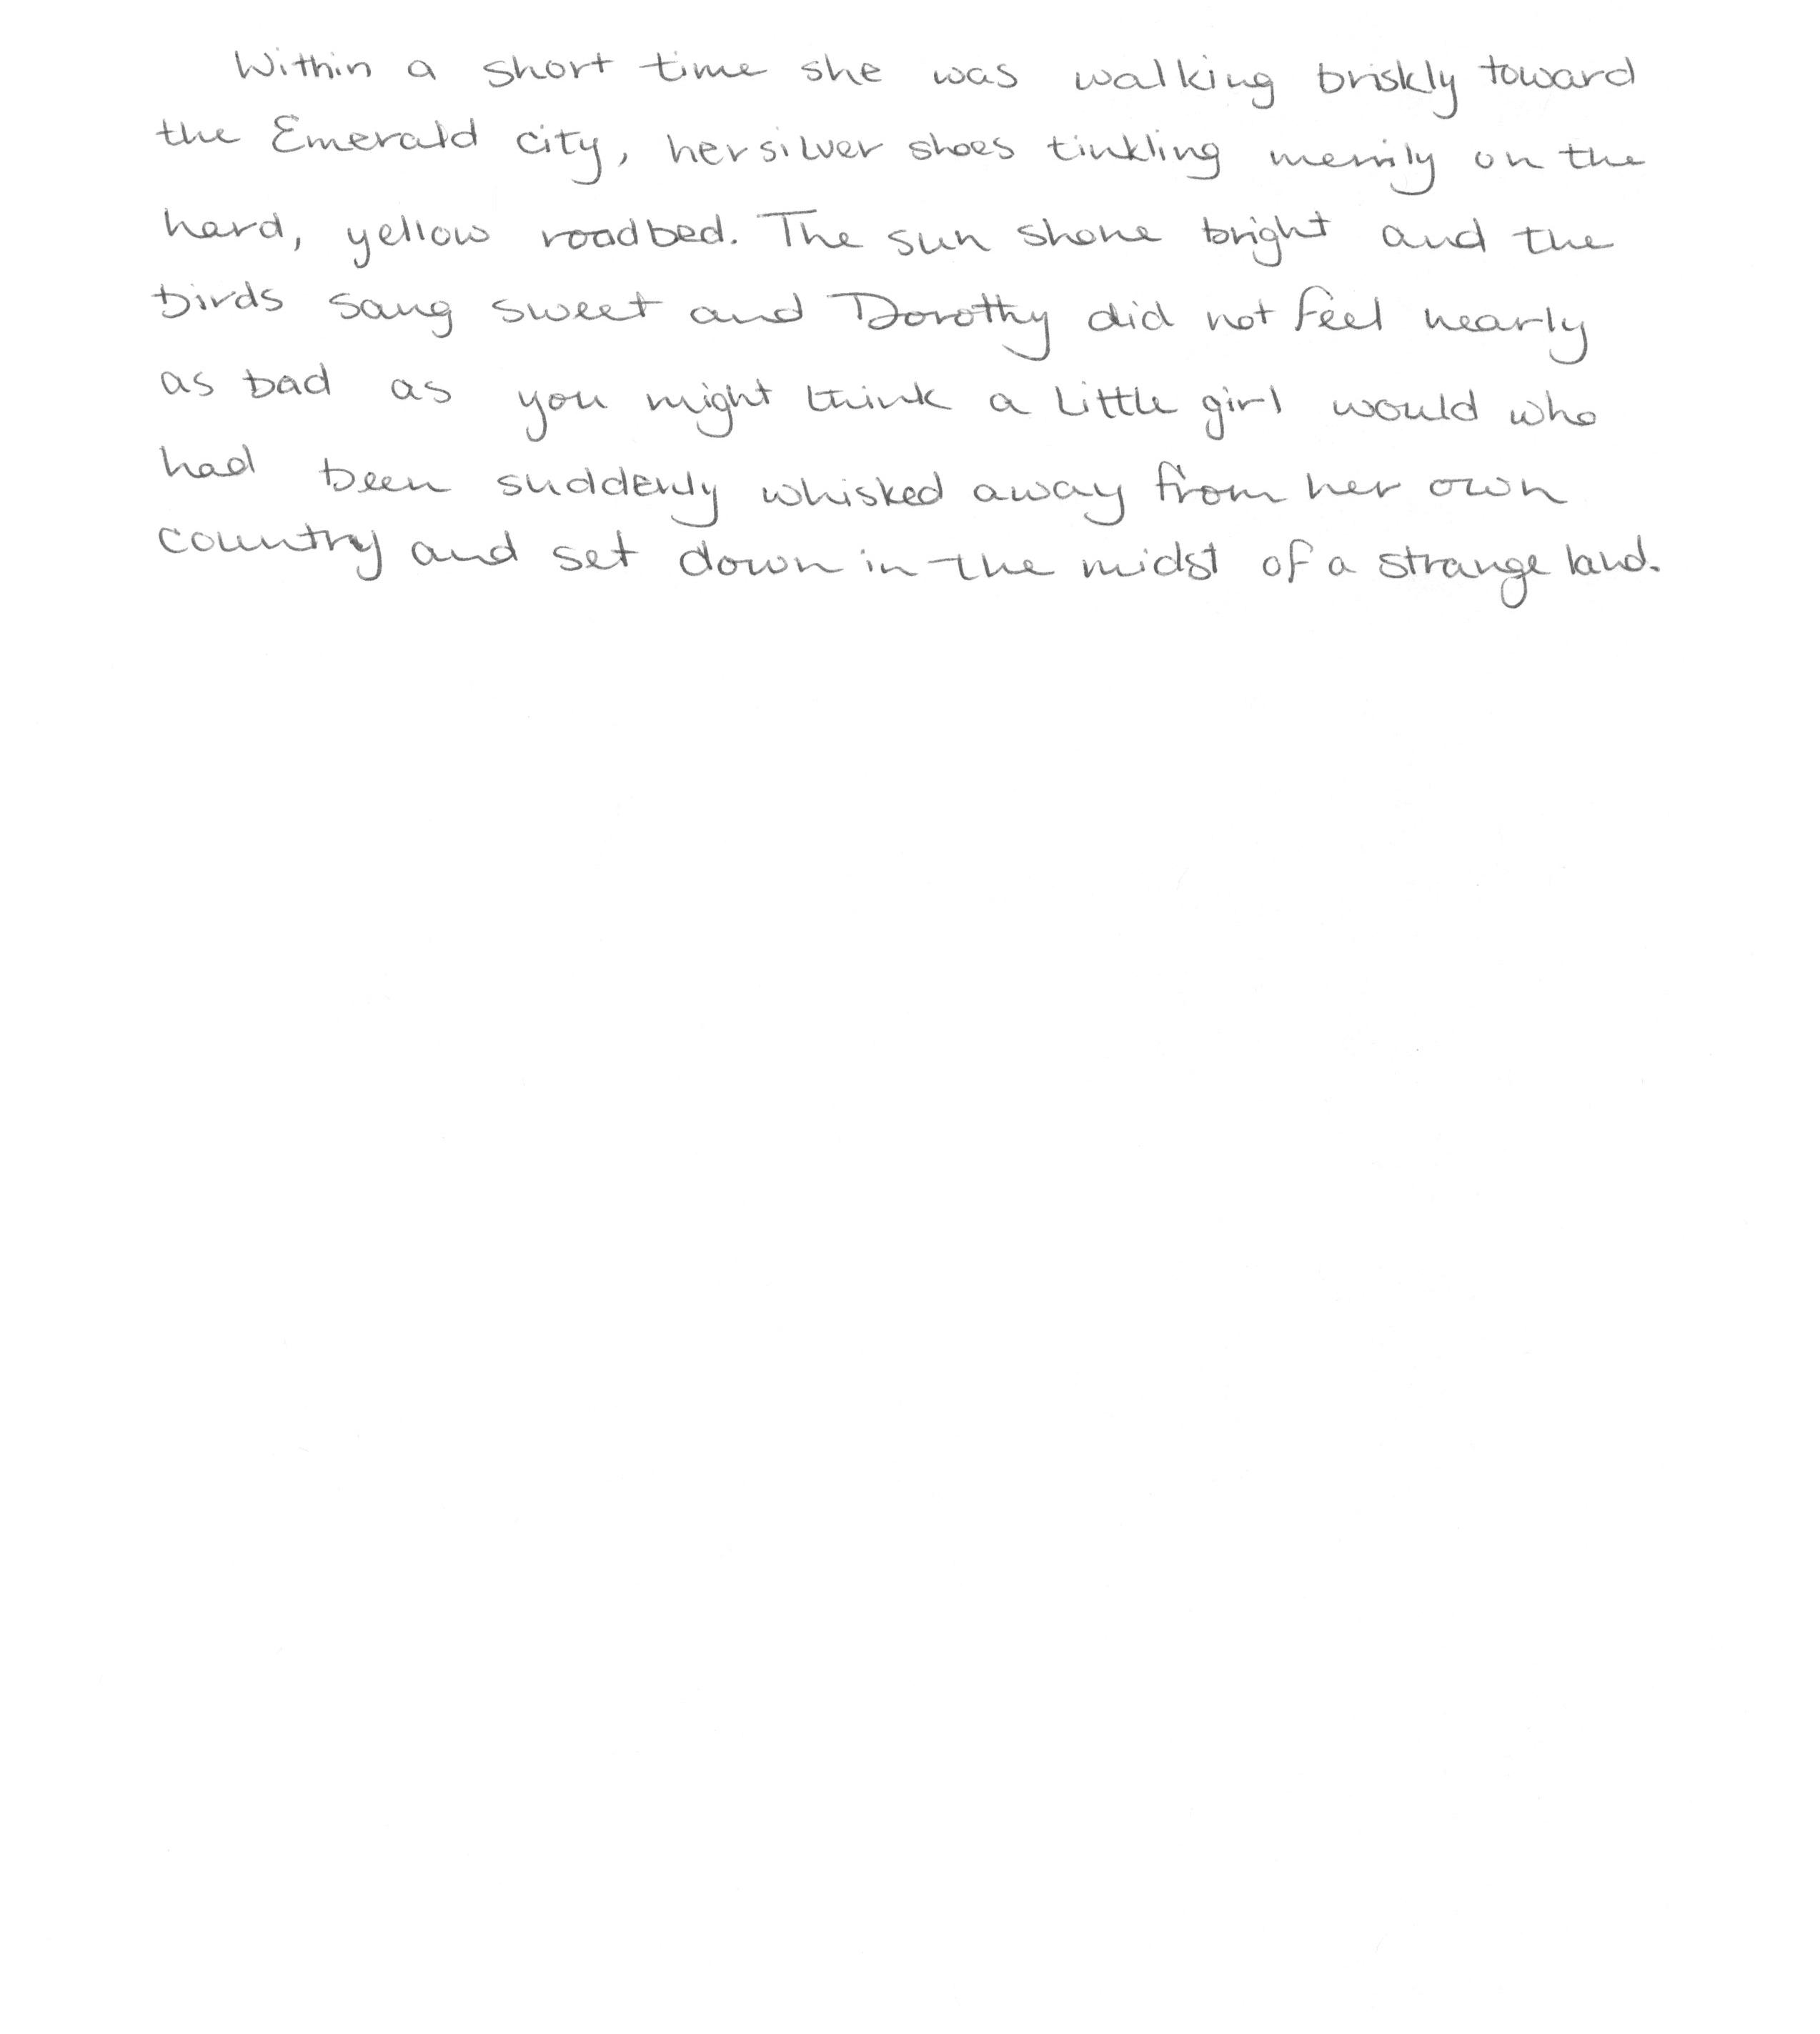 Within a short time she was walking briskly toward
the Emerald city, her silver shoes tinkling merrily on the
hard, yellow roadbed. The sun shone bright and the
birds sang sweet and Dorothy did not feel nearly
as bad as you might think a little girl would who
had been suddenly whisked away from her own
country and set down in the midst of a strange land.